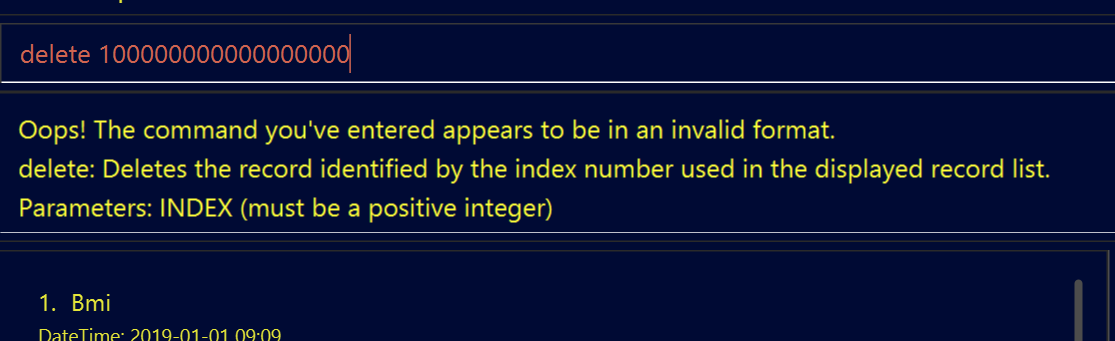 delete 1000000000000000000
Oops! The command you've entered appears to be in an invalid format.
delete: Deletes the record identified by the index number used in the displayed record list.
Parameters: INDEX (must be a positive integer)
1. Bmi
DateTime: 2019-01-01 09:09